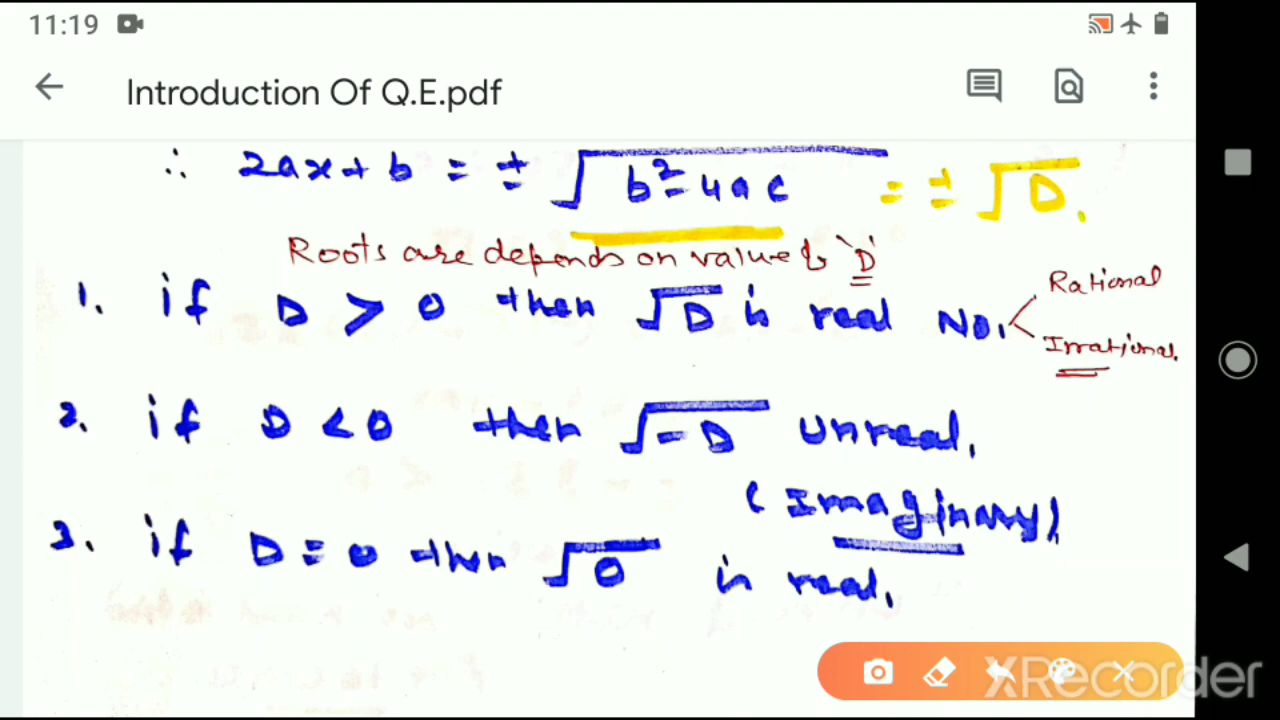 11:19
Introduction Of Q.E.pdf
∴ 2ax + b = ± √b²-4ac = ± √D.
Roots are depends on value of 'D'
1. if D > 0 then √D is real No. Rational
Irrational.
2. if D < 0 then √-D unreal.
(Imaginary)
3. if D = 0 then √0 is real.
XRecorder